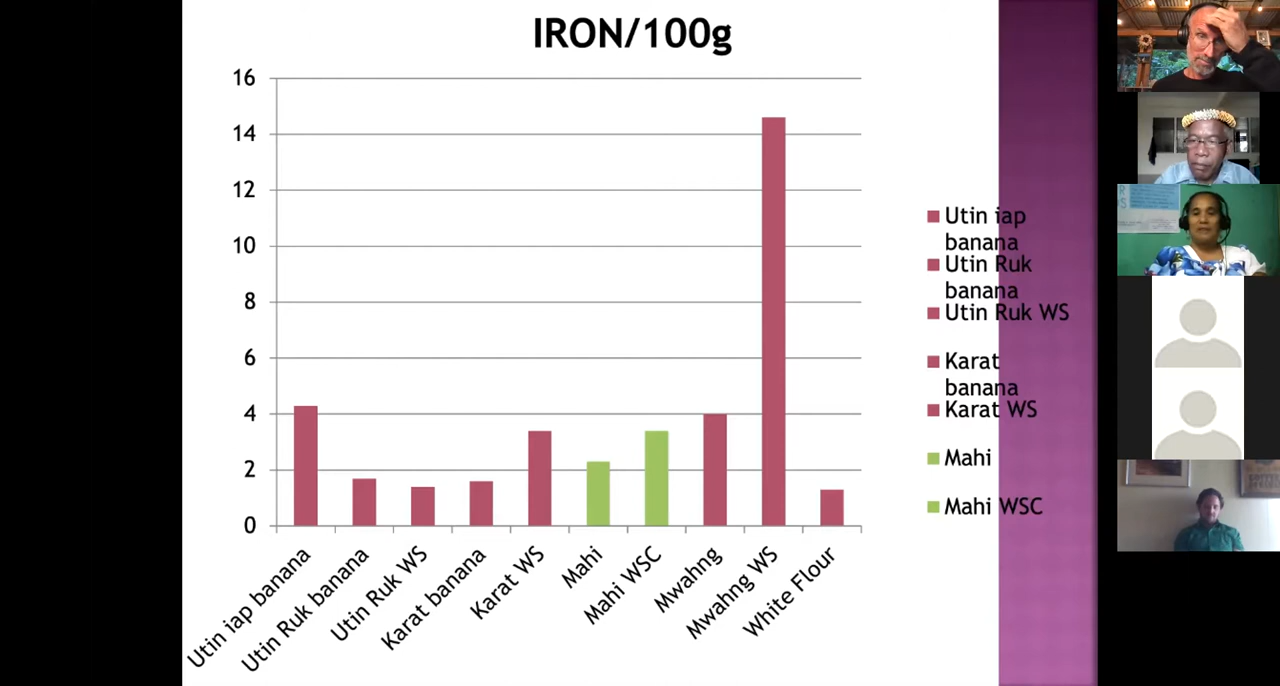 IRON/100g
16
14
12
10
8
6
4
2
0
Utin iap banana
Utin Ruk banana
Utin Ruk WS
Karat banana
Karat WS
Mahi
Mahi WSC
Mwahng
Mwahng WS
White Flour
Utin iap
banana
Utin Ruk
banana
Utin Ruk WS
Karat
banana
Karat WS
Mahi
Mahi WSC